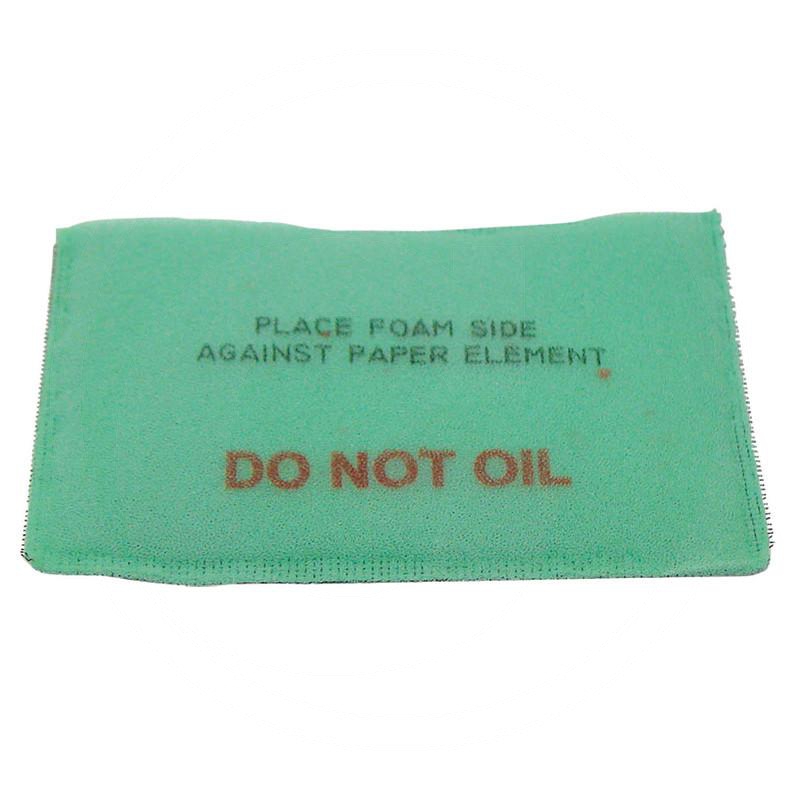 PLACE FOAM SIDE
AGAINST PAPER ELEMENT
DO NOT OIL